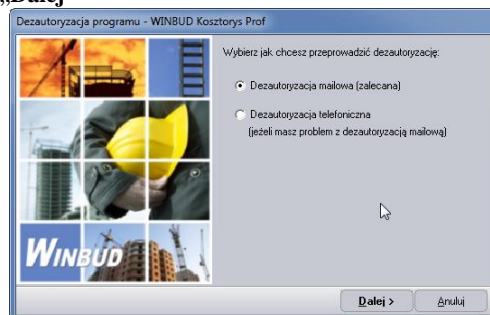 „Dalej
Dezautoryzacja programu - WINBUD Kosztorys Prof
Wybierz jak chcesz przeprowadzić dezautoryzację:
Dezautoryzacja mailowa (zalecana)
Dezautoryzacja telefoniczna
(jeżeli masz problem z dezautoryzacją mailową)
WINBUD
Dalej >
Anuluj